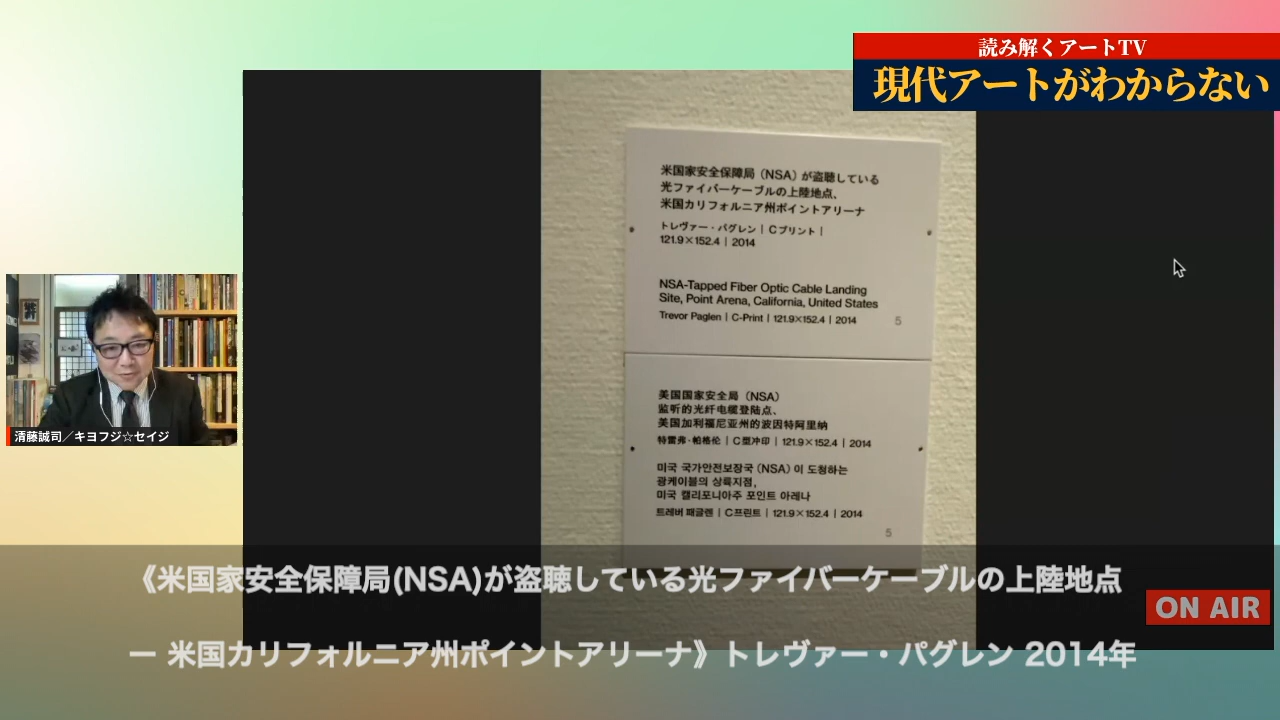 読み解くアートTV
現代アートがわからない
米国家安全保障局（NSA）が盗聴している
光ファイバーケーブルの上陸地点、
米国カリフォルニア州ポイントアリーナ
トレヴァー・パグレン | Cプリント |
121.9×152.4 | 2014
NSA-Tapped Fiber Optic Cable Landing
Site, Point Arena, California, United States
Trevor Paglen | C-Print | 121.9×152.4 | 2014
5
美国国家安全局（NSA）
监听的光纤电缆登陆点、
美国加利福尼亚州的波因特阿里纳
特雷弗·帕格伦 | C型冲印 | 121.9×152.4 | 2014
미국 국가안전보장국（NSA）이 도청하는
광케이블의 상륙지점,
미국 캘리포니아주 포인트 아레나
트레버 패글렌 | C프린트 | 121.9×152.4 | 2014
5
清藤誠司／キヨフジ☆セイジ
《米国家安全保障局(NSA)が盗聴している光ファイバーケーブルの上陸地点
ー 米国カリフォルニア州ポイントアリーナ》トレヴァー・パグレン 2014年
ON AIR